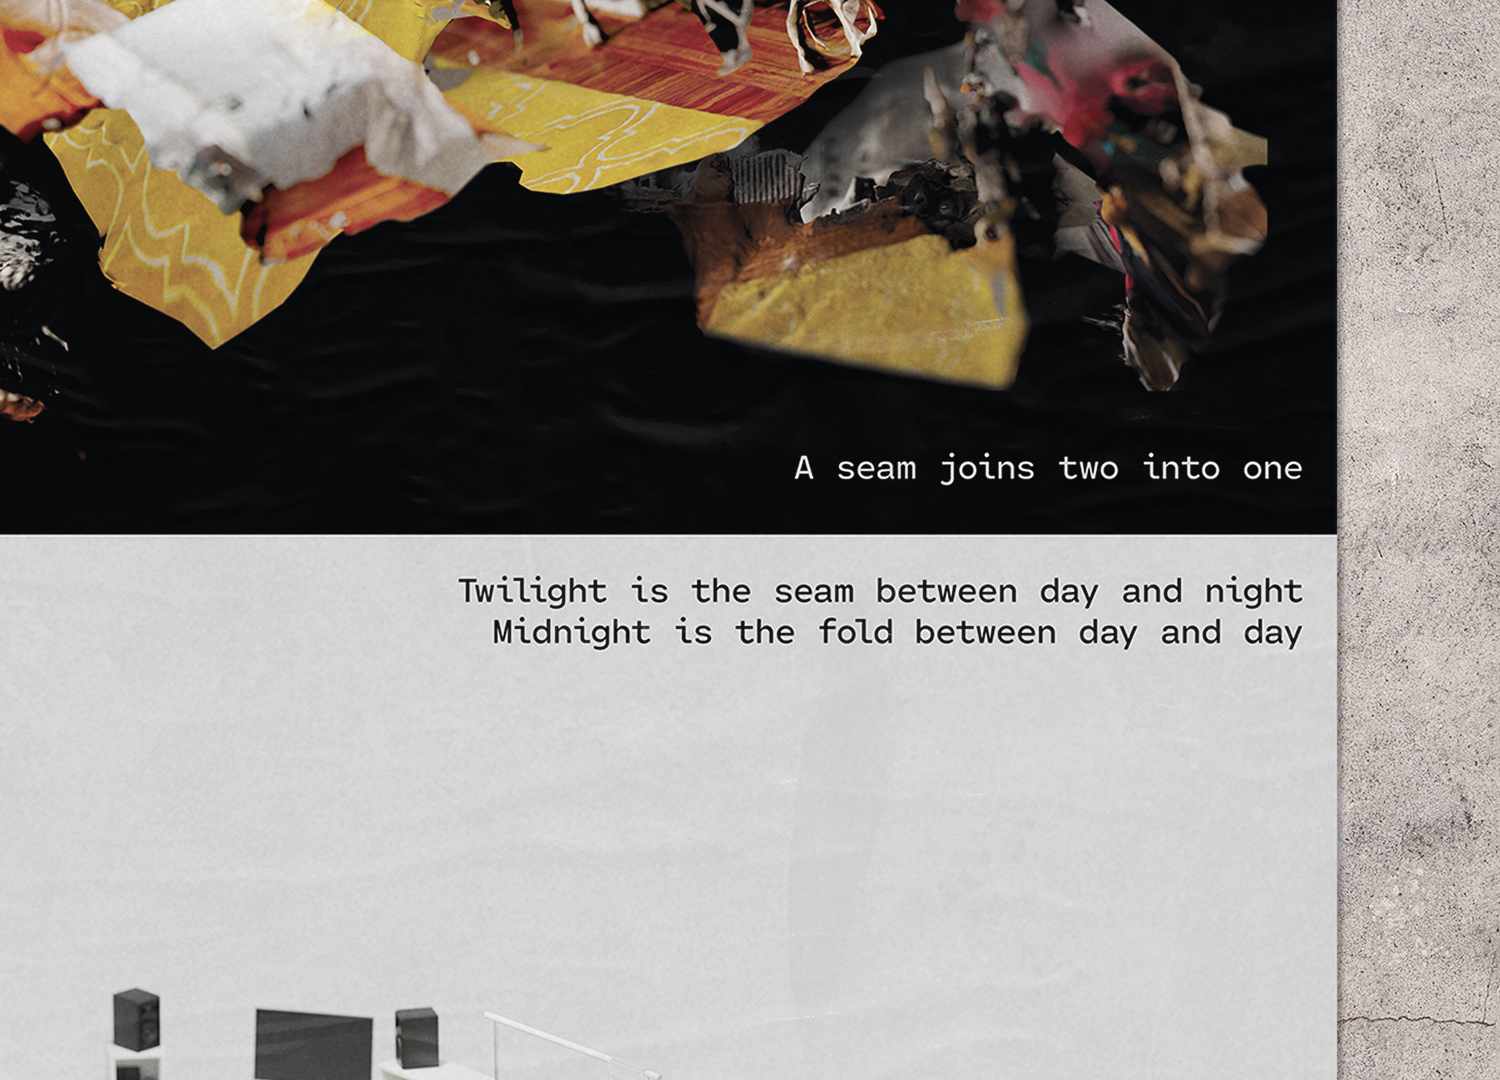 A seam joins two into one
Twilight is the seam between day and night
Midnight is the fold between day and day